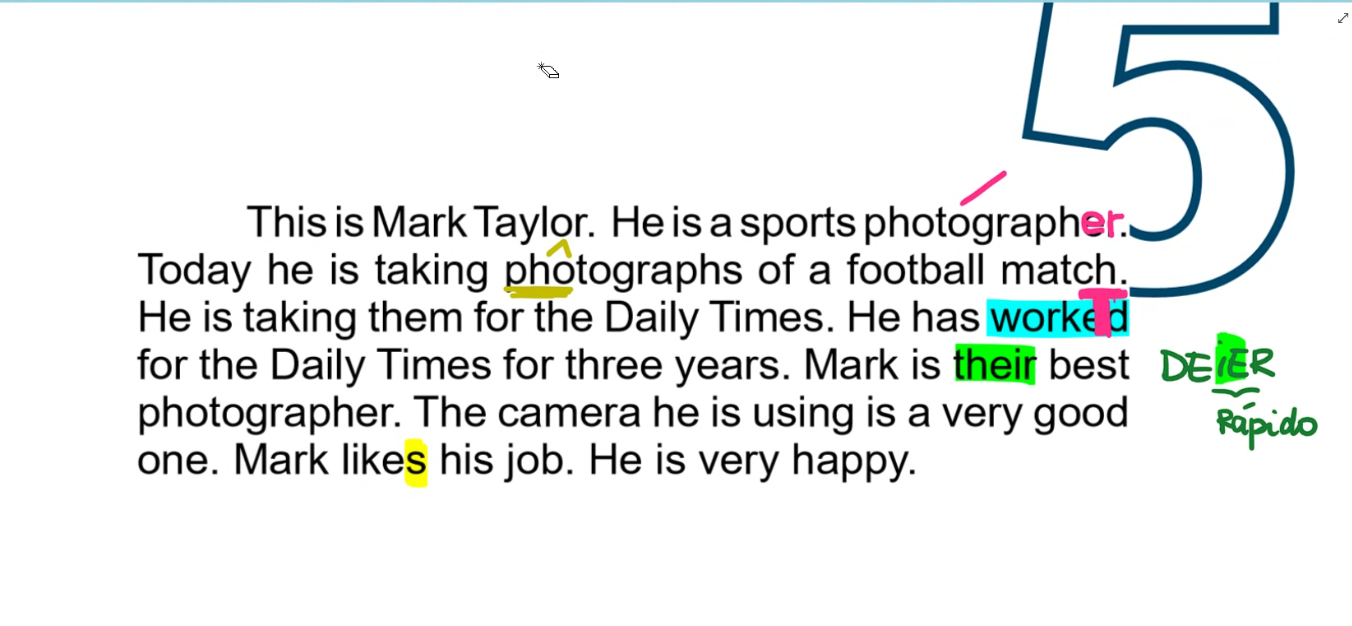 5
This is Mark Taylor. He is a sports photographer.
Today he is taking photographs of a football match.
He is taking them for the Daily Times. He has worked
T
for the Daily Times for three years. Mark is their best
DEiER
Rápido
photographer. The camera he is using is a very good
one. Mark likes his job. He is very happy.